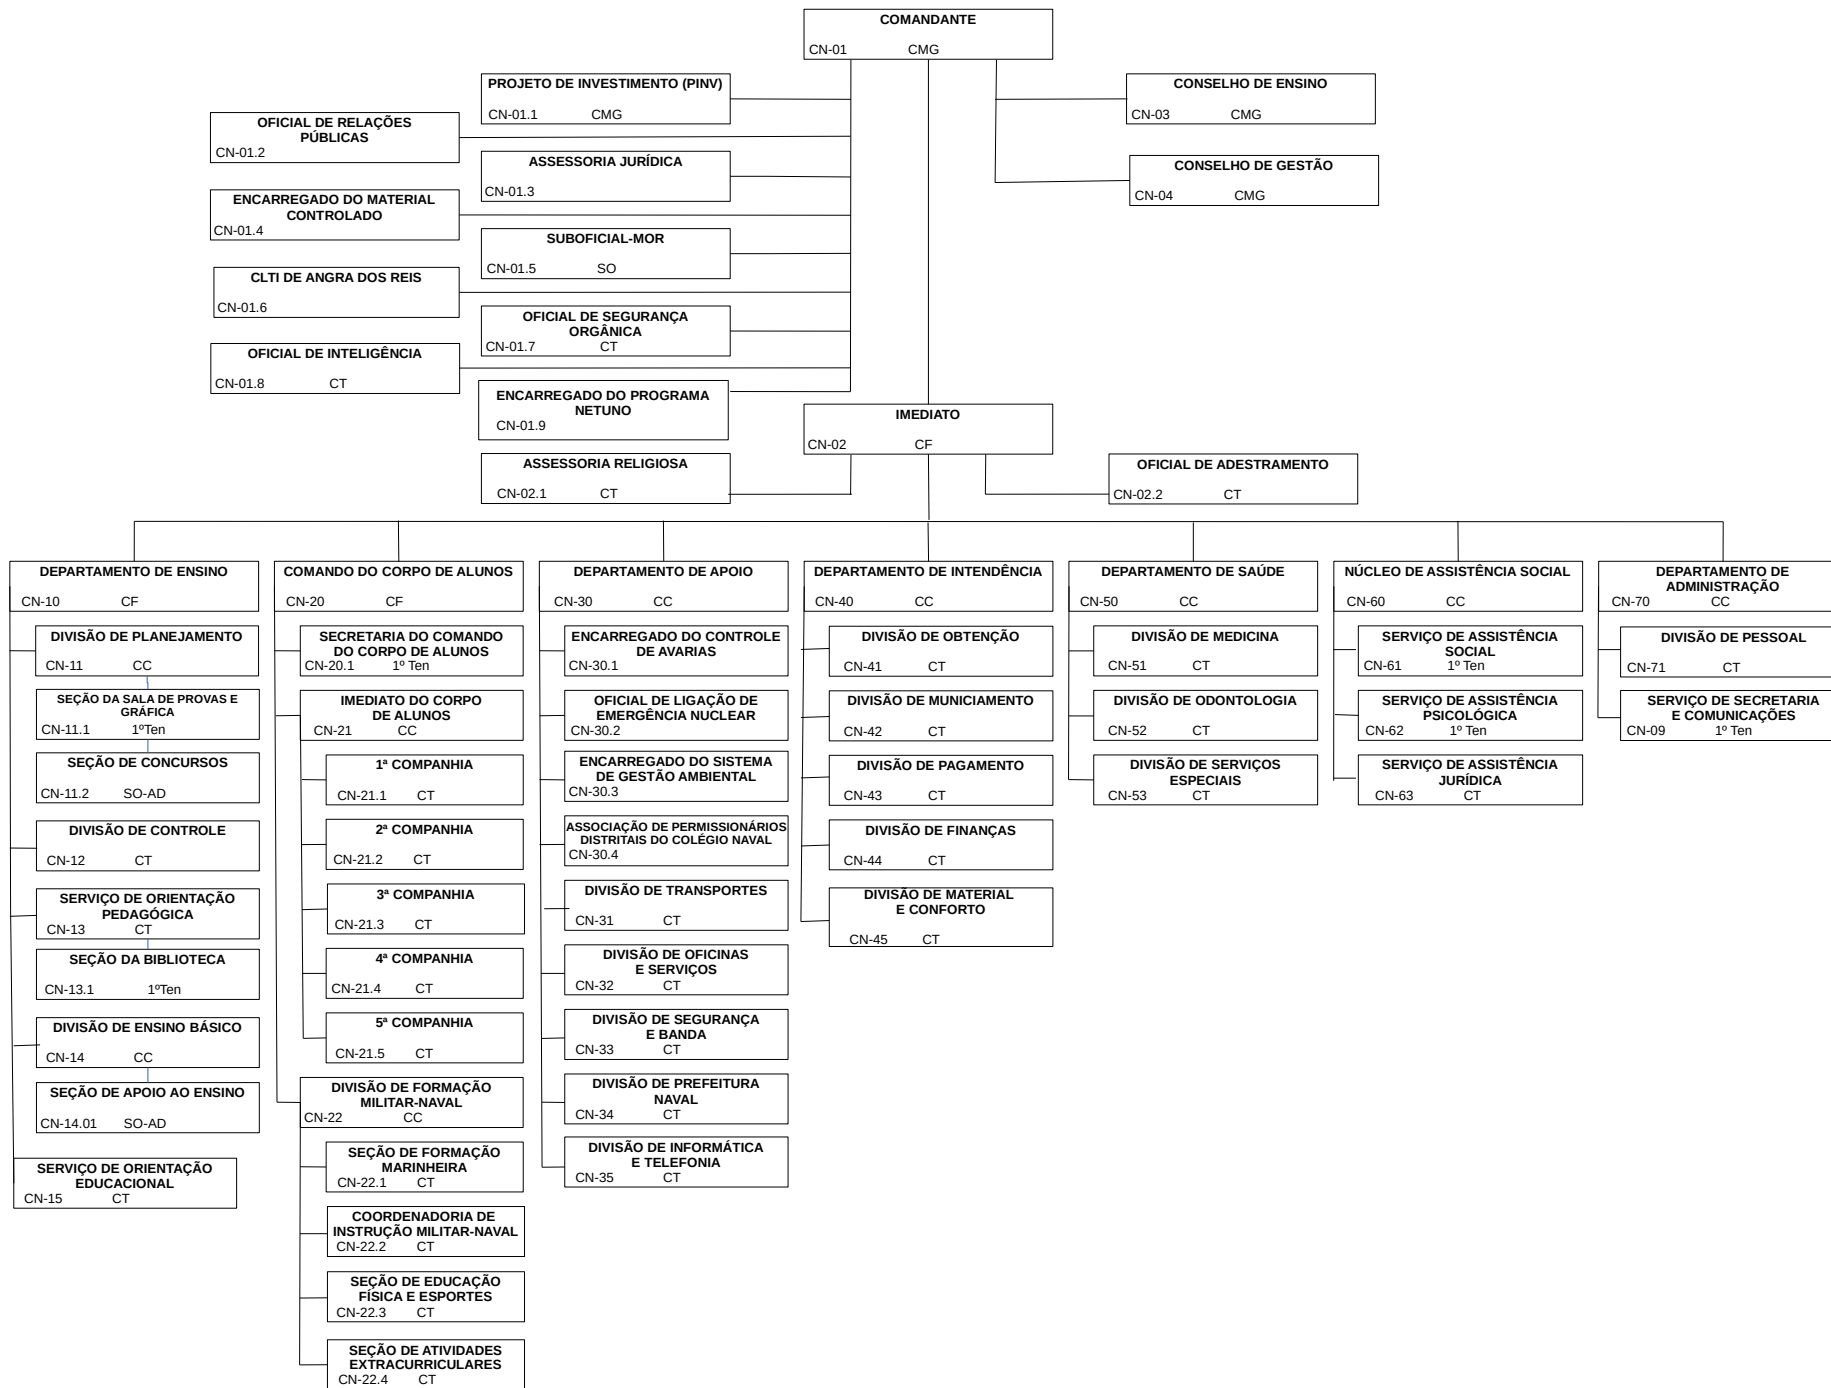 COMANDANTE
CN-01 CMG
PROJETO DE INVESTIMENTO (PINV)
CN-01.1 CMG
CONSELHO DE ENSINO
CN-03 CMG
OFICIAL DE RELAÇÕES
PÚBLICAS
CN-01.2
ASSESSORIA JURÍDICA
CN-01.3
CONSELHO DE GESTÃO
CN-04 CMG
ENCARREGADO DO MATERIAL
CONTROLADO
CN-01.4
SUBOFICIAL-MOR
CN-01.5 SO
CLTI DE ANGRA DOS REIS
CN-01.6
OFICIAL DE SEGURANÇA
ORGÂNICA
CN-01.7 CT
OFICIAL DE INTELIGÊNCIA
CN-01.8 CT
ENCARREGADO DO PROGRAMA
NETUNO
CN-01.9
IMEDIATO
CN-02 CF
ASSESSORIA RELIGIOSA
CN-02.1 CT
OFICIAL DE ADESTRAMENTO
CN-02.2 CT
DEPARTAMENTO DE ENSINO
CN-10 CF
DIVISÃO DE PLANEJAMENTO
CN-11 CC
SEÇÃO DA SALA DE PROVAS E
GRÁFICA
CN-11.1 1ºTen
SEÇÃO DE CONCURSOS
CN-11.2 SO-AD
DIVISÃO DE CONTROLE
CN-12 CT
SERVIÇO DE ORIENTAÇÃO
PEDAGÓGICA
CN-13 CT
SEÇÃO DA BIBLIOTECA
CN-13.1 1ºTen
DIVISÃO DE ENSINO BÁSICO
CN-14 CC
SEÇÃO DE APOIO AO ENSINO
CN-14.01 SO-AD
SERVIÇO DE ORIENTAÇÃO
EDUCACIONAL
CN-15 CT
COMANDO DO CORPO DE ALUNOS
CN-20 CF
SECRETARIA DO COMANDO
DO CORPO DE ALUNOS
CN-20.1 1º Ten
IMEDIATO DO CORPO
DE ALUNOS
CN-21 CC
1ª COMPANHIA
CN-21.1 CT
2ª COMPANHIA
CN-21.2 CT
3ª COMPANHIA
CN-21.3 CT
4ª COMPANHIA
CN-21.4 CT
5ª COMPANHIA
CN-21.5 CT
DIVISÃO DE FORMAÇÃO
MILITAR-NAVAL
CN-22 CC
SEÇÃO DE FORMAÇÃO
MARINHEIRA
CN-22.1 CT
COORDENADORIA DE
INSTRUÇÃO MILITAR-NAVAL
CN-22.2 CT
SEÇÃO DE EDUCAÇÃO
FÍSICA E ESPORTES
CN-22.3 CT
SEÇÃO DE ATIVIDADES
EXTRACURRICULARES
CN-22.4 CT
DEPARTAMENTO DE APOIO
CN-30 CC
ENCARREGADO DO CONTROLE
DE AVARIAS
CN-30.1
OFICIAL DE LIGAÇÃO DE
EMERGÊNCIA NUCLEAR
CN-30.2
ENCARREGADO DO SISTEMA
DE GESTÃO AMBIENTAL
CN-30.3
ASSOCIAÇÃO DE PERMISSIONÁRIOS
DISTRITAIS DO COLÉGIO NAVAL
CN-30.4
DIVISÃO DE TRANSPORTES
CN-31 CT
DIVISÃO DE OFICINAS
E SERVIÇOS
CN-32 CT
DIVISÃO DE SEGURANÇA
E BANDA
CN-33 CT
DIVISÃO DE PREFEITURA
NAVAL
CN-34 CT
DIVISÃO DE INFORMÁTICA
E TELEFONIA
CN-35 CT
DEPARTAMENTO DE INTENDÊNCIA
CN-40 CC
DIVISÃO DE OBTENÇÃO
CN-41 CT
DIVISÃO DE MUNICIAMENTO
CN-42 CT
DIVISÃO DE PAGAMENTO
CN-43 CT
DIVISÃO DE FINANÇAS
CN-44 CT
DIVISÃO DE MATERIAL
E CONFORTO
CN-45 CT
DEPARTAMENTO DE SAÚDE
CN-50 CC
DIVISÃO DE MEDICINA
CN-51 CT
DIVISÃO DE ODONTOLOGIA
CN-52 CT
DIVISÃO DE SERVIÇOS
ESPECIAIS
CN-53 CT
NÚCLEO DE ASSISTÊNCIA SOCIAL
CN-60 CC
SERVIÇO DE ASSISTÊNCIA
SOCIAL
CN-61 1º Ten
SERVIÇO DE ASSISTÊNCIA
PSICOLÓGICA
CN-62 1º Ten
SERVIÇO DE ASSISTÊNCIA
JURÍDICA
CN-63 CT
DEPARTAMENTO DE
ADMINISTRAÇÃO
CN-70 CC
DIVISÃO DE PESSOAL
CN-71 CT
SERVIÇO DE SECRETARIA
E COMUNICAÇÕES
CN-09 1º Ten